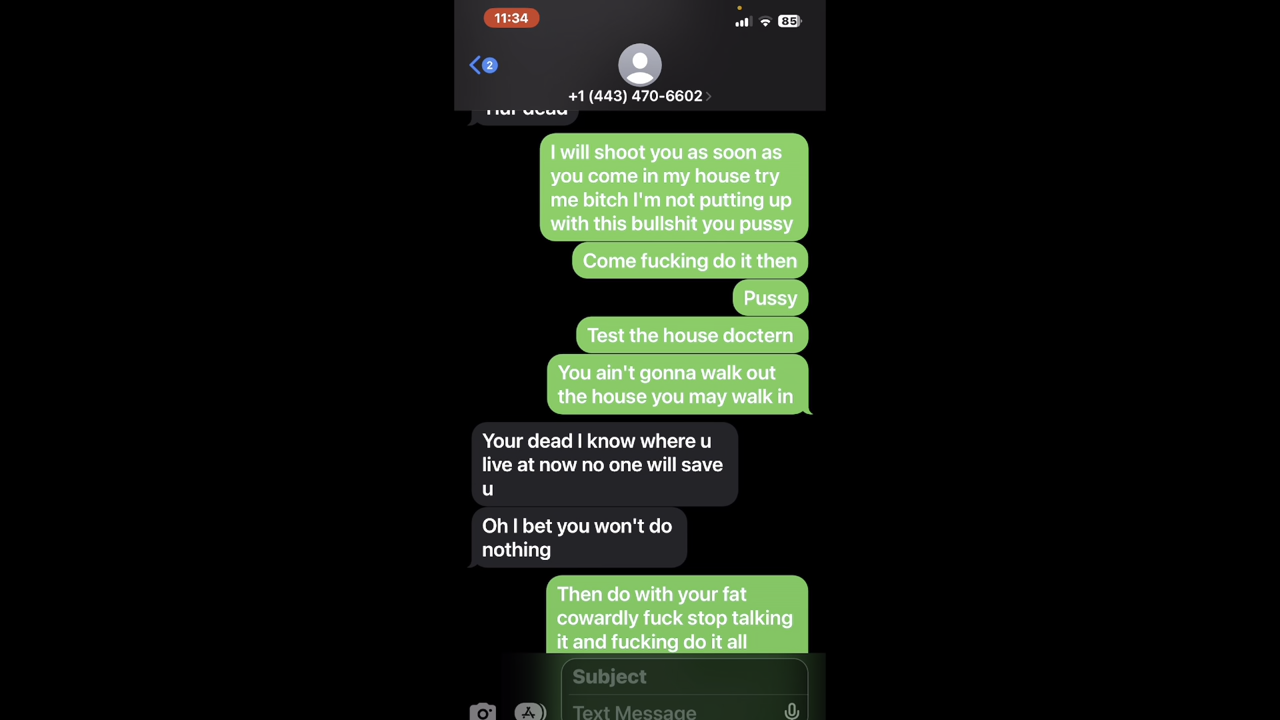 11:34
85
2
+1 (443) 470-6602
dead
I will shoot you as soon as
you come in my house try
me bitch I'm not putting up
with this bullshit you pussy
Come fucking do it then
Pussy
Test the house doctern
You ain't gonna walk out
the house you may walk in
Your dead I know where u
live at now no one will save
u
Oh I bet you won't do
nothing
Then do with your fat
cowardly fuck stop talking
it and fucking do it all
Subject
Text Message